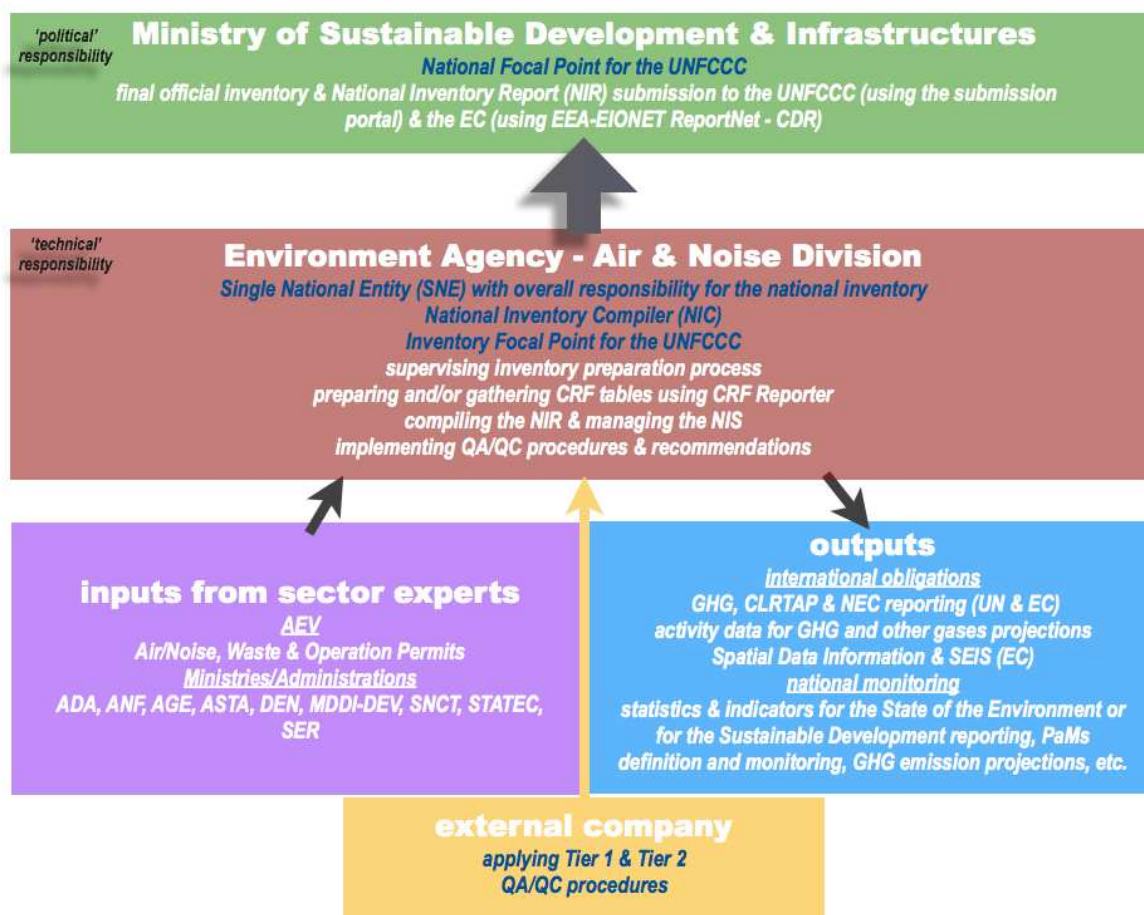 'political'
responsibility
Ministry of Sustainable Development & Infrastructures
National Focal Point for the UNFCCC
final official inventory & National Inventory Report (NIR) submission to the UNFCCC (using the submission
portal) & the EC (using EEA-EIONET ReportNet - CDR)
'technical'
responsibility
Environment Agency - Air & Noise Division
Single National Entity (SNE) with overall responsibility for the national inventory
National Inventory Compiler (NIC)
Inventory Focal Point for the UNFCCC
supervising inventory preparation process
preparing and/or gathering CRF tables using CRF Reporter
compiling the NIR & managing the NIS
implementing QA/QC procedures & recommendations
inputs from sector experts
AEV
Air/Noise, Waste & Operation Permits
Ministries/Administrations
ADA, ANF, AGE, ASTA, DEN, MDDI-DEV, SNCT, STATEC,
SER
outputs
international obligations
GHG, CLRTAP & NEC reporting (UN & EC)
activity data for GHG and other gases projections
Spatial Data Information & SEIS (EC)
national monitoring
statistics & indicators for the State of the Environment or
for the Sustainable Development reporting, PaMs
definition and monitoring, GHG emission projections, etc.
external company
applying Tier 1 & Tier 2
QA/QC procedures